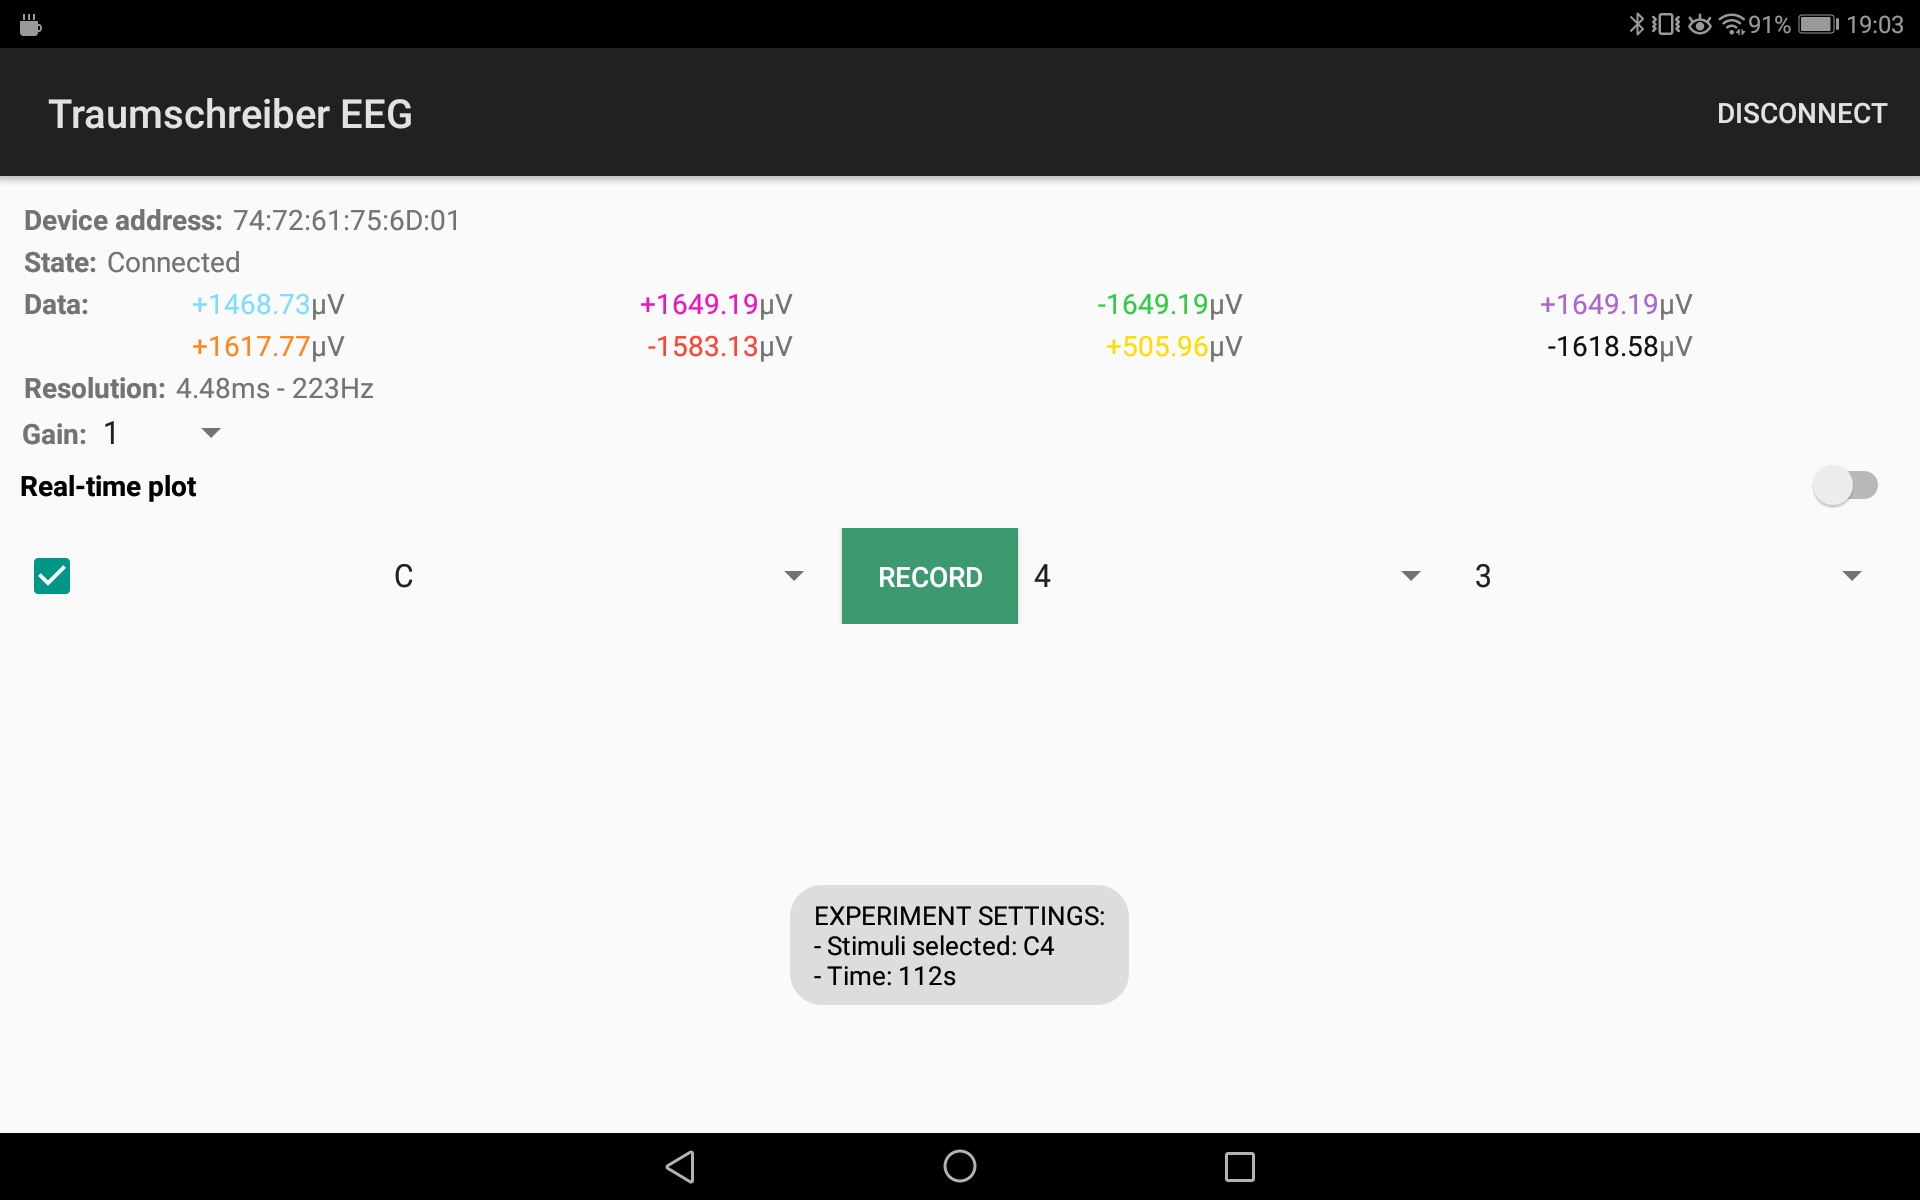 91% 19:03
Traumschreiber EEG DISCONNECT
Device address: 74:72:61:75:6D:01
State: Connected
Data: +1468.73µV +1649.19µV -1649.19µV +1649.19µV
+1617.77µV -1583.13µV +505.96µV -1618.58µV
Resolution: 4.48ms - 223Hz
Gain: 1
Real-time plot
C RECORD 4 3
EXPERIMENT SETTINGS:
- Stimuli selected: C4
- Time: 112s